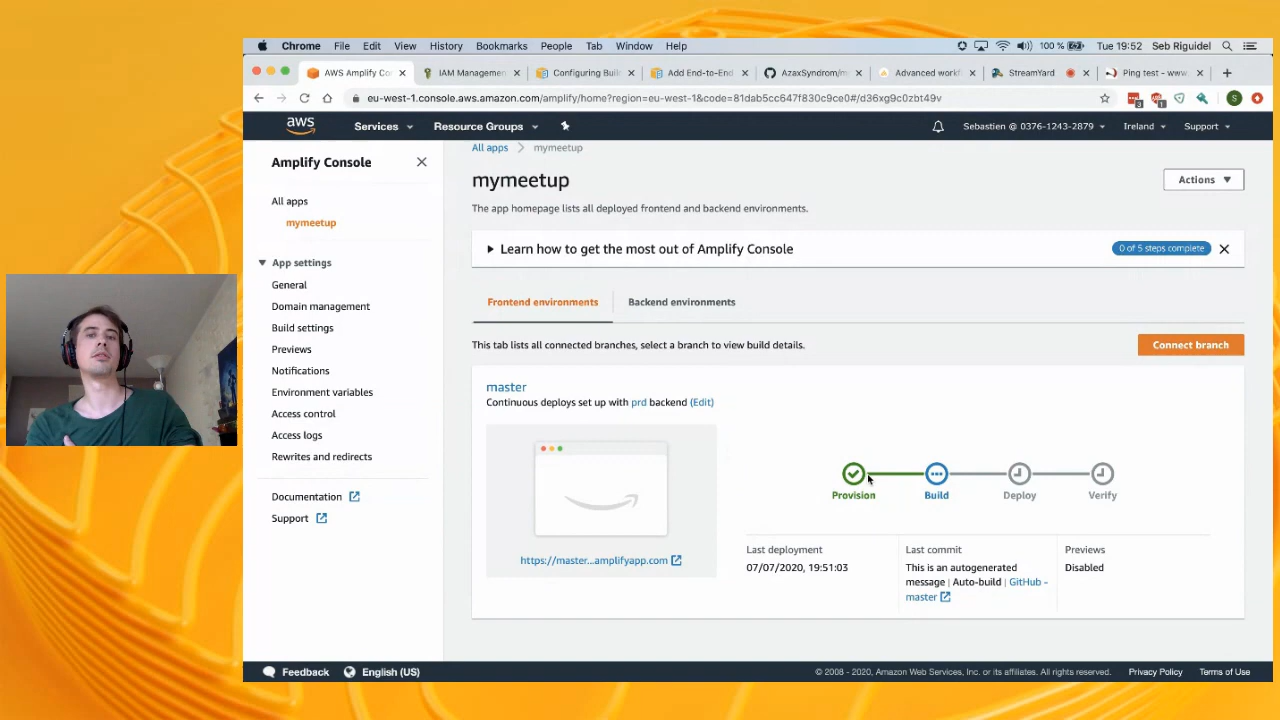 Chrome File Edit View History Bookmarks People Tab Window Help 100 % Tue 19:52 Seb Riguidel
AWS Amplify Co IAM Managemen Configuring Buil Add End-to-End AzaxSyndrom/m Advanced workf StreamYard Ping test - www.
eu-west-1.console.aws.amazon.com/amplify/home?region=eu-west-1&code=81dab5cc647f830c9ce0#/d36xg9c0zbt49v
aws Services Resource Groups Sebastien @ 0376-1243-2879 Ireland Support
Amplify Console
All apps
mymeetup
App settings
General
Domain management
Build settings
Previews
Notifications
Environment variables
Access control
Access logs
Rewrites and redirects
Documentation
Support
All apps mymeetup
mymeetup
Actions
The app homepage lists all deployed frontend and backend environments.
Learn how to get the most out of Amplify Console
0 of 5 steps complete
Frontend environments Backend environments
This tab lists all connected branches, select a branch to view build details.
Connect branch
master
Continuous deploys set up with prd backend (Edit)
https://master...amplifyapp.com
Provision Build Deploy Verify
Last deployment
07/07/2020, 19:51:03
Last commit
This is an autogenerated
message | Auto-build | GitHub -
master
Previews
Disabled
Feedback English (US) © 2008 - 2020, Amazon Web Services, Inc. or its affiliates. All rights reserved. Privacy Policy Terms of Use